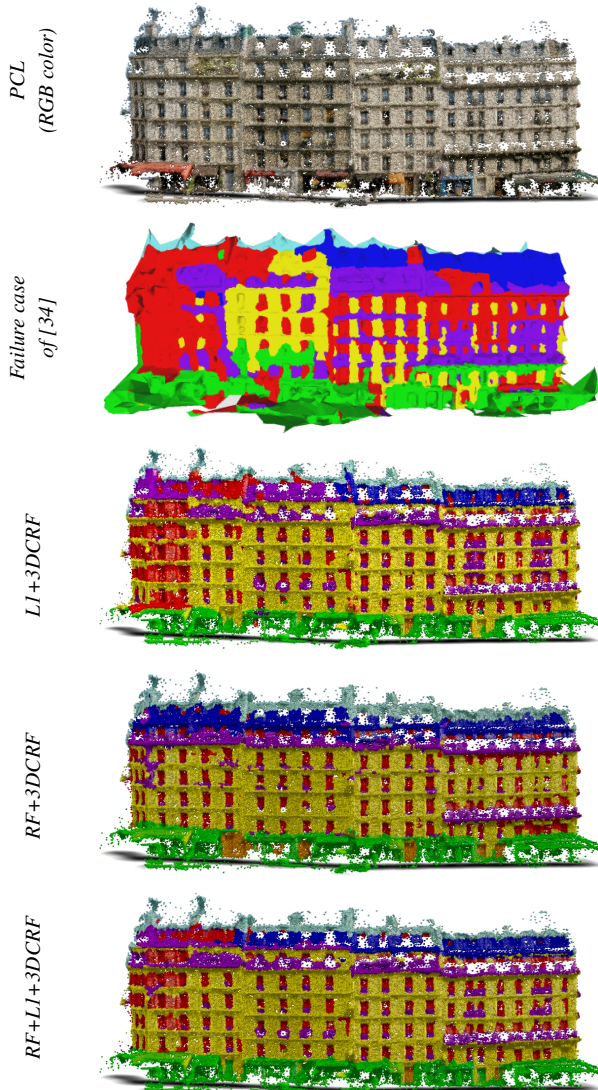 PCL
(RGB color)
Failure case
of [34]
L1+3DCRF
RF+3DCRF
RF+L1+3DCRF